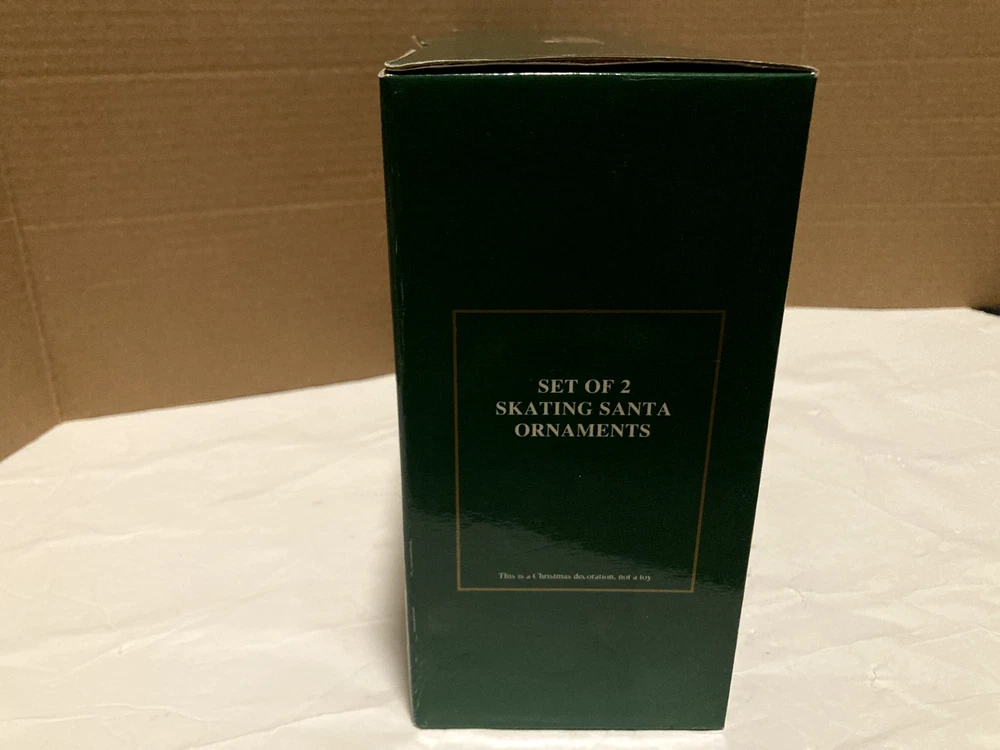 SET OF 2
SKATING SANTA
ORNAMENTS
This is a Christmas decoration, not a toy